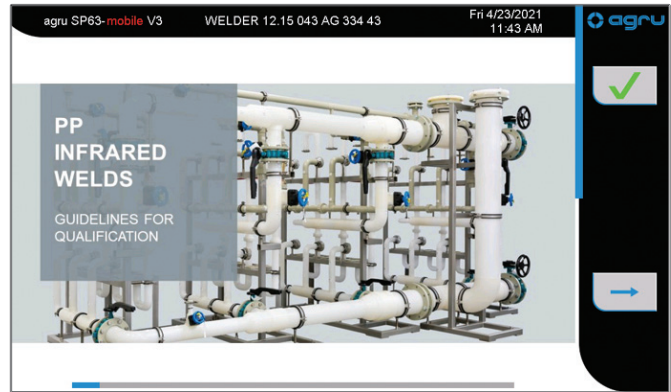 agru SP63-mobile V3
WELDER 12.15 043 AG 334 43
Fri 4/23/2021
11:43 AM
agru
PP
INFRARED
WELDS
GUIDELINES FOR
QUALIFICATION